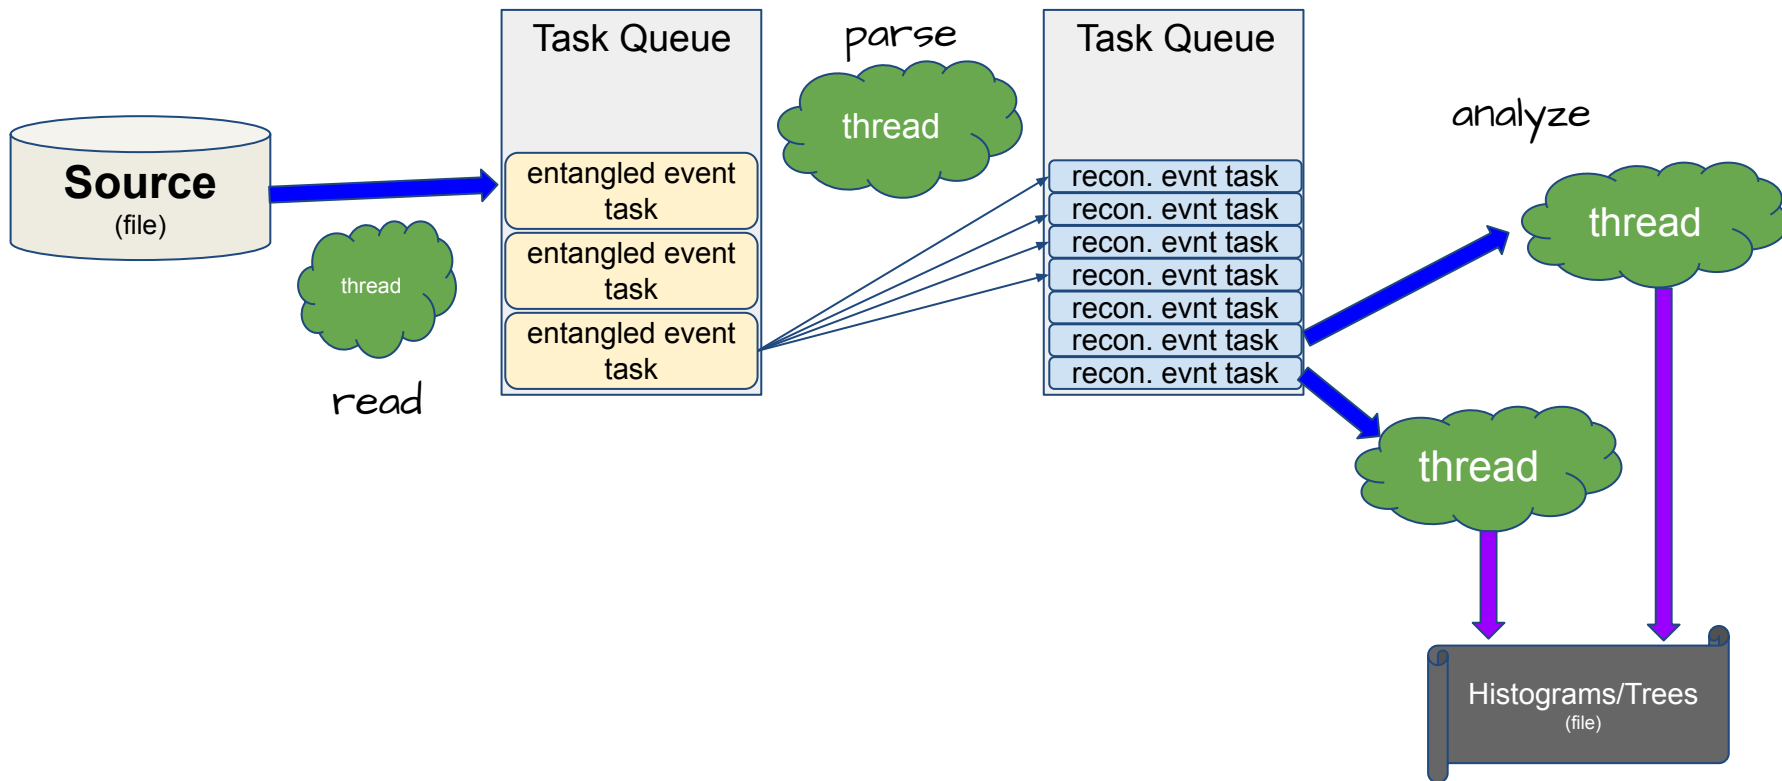 Source
(file)
thread
read
Task Queue
entangled event
task
entangled event
task
entangled event
task
parse
thread
Task Queue
recon. evnt task
recon. evnt task
recon. evnt task
recon. evnt task
recon. evnt task
recon. evnt task
recon. evnt task
analyze
thread
thread
Histograms/Trees
(file)